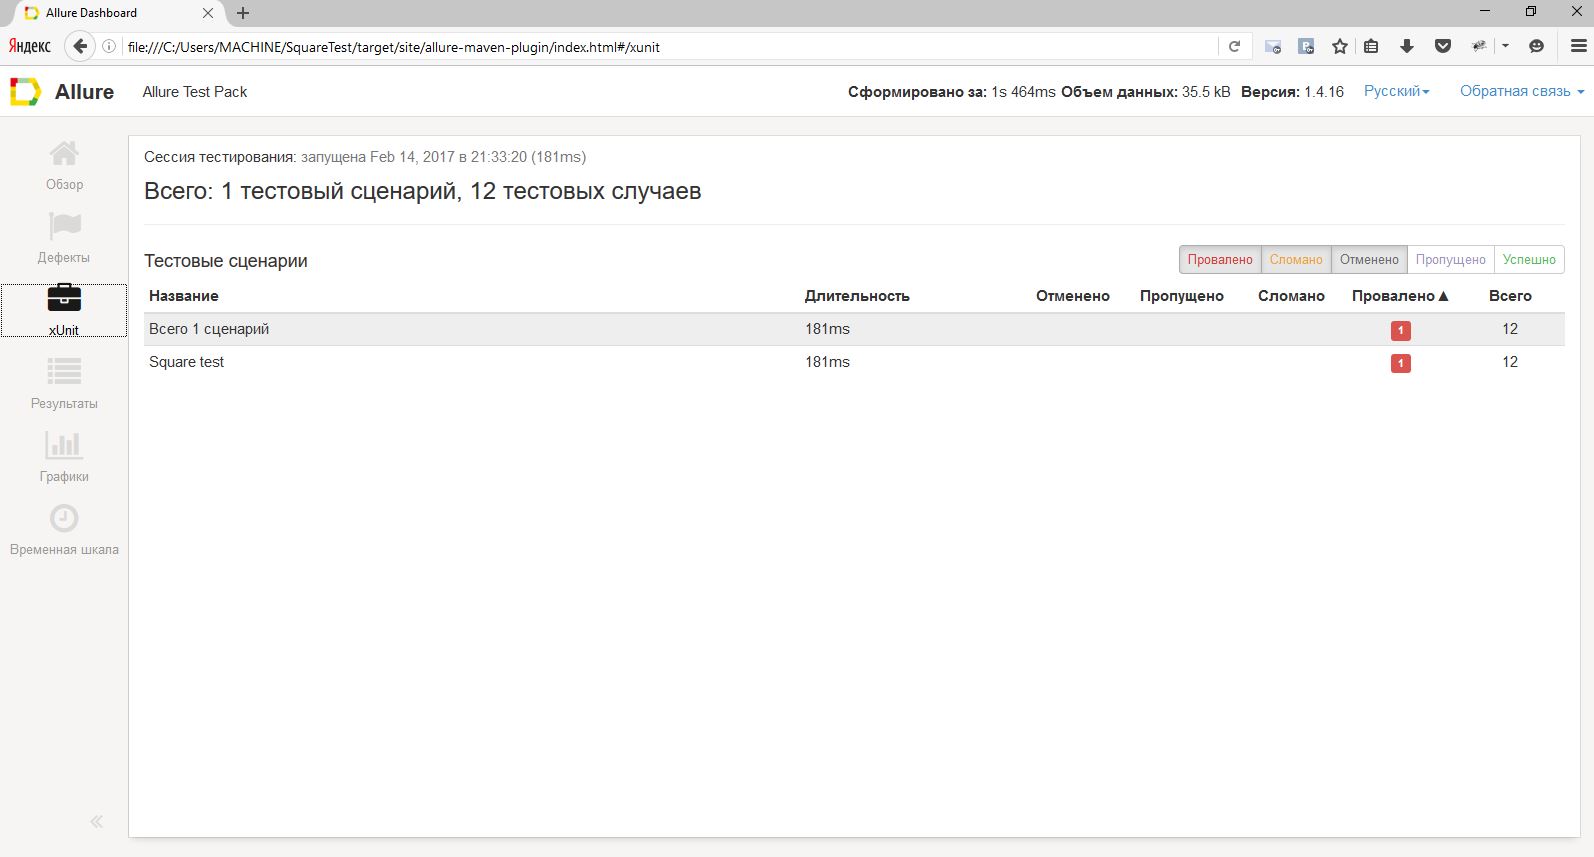 Allure Dashboard
Яндекс file:///C:/Users/MACHINE/SquareTest/target/site/allure-maven-plugin/index.html#/xunit
Allure Allure Test Pack Сформировано за: 1s 464ms Объем данных: 35.5 kB Версия: 1.4.16 Русский Обратная связь
Обзор
Дефекты
xUnit
Результаты
Графики
Временная шкала
Сессия тестирования: запущена Feb 14, 2017 в 21:33:20 (181ms)
Всего: 1 тестовый сценарий, 12 тестовых случаев
Тестовые сценарии Провалено Сломано Отменено Пропущено Успешно
Название Длительность Отменено Пропущено Сломано Провалено▲ Всего
Всего 1 сценарий 181ms 1 12
Square test 181ms 1 12